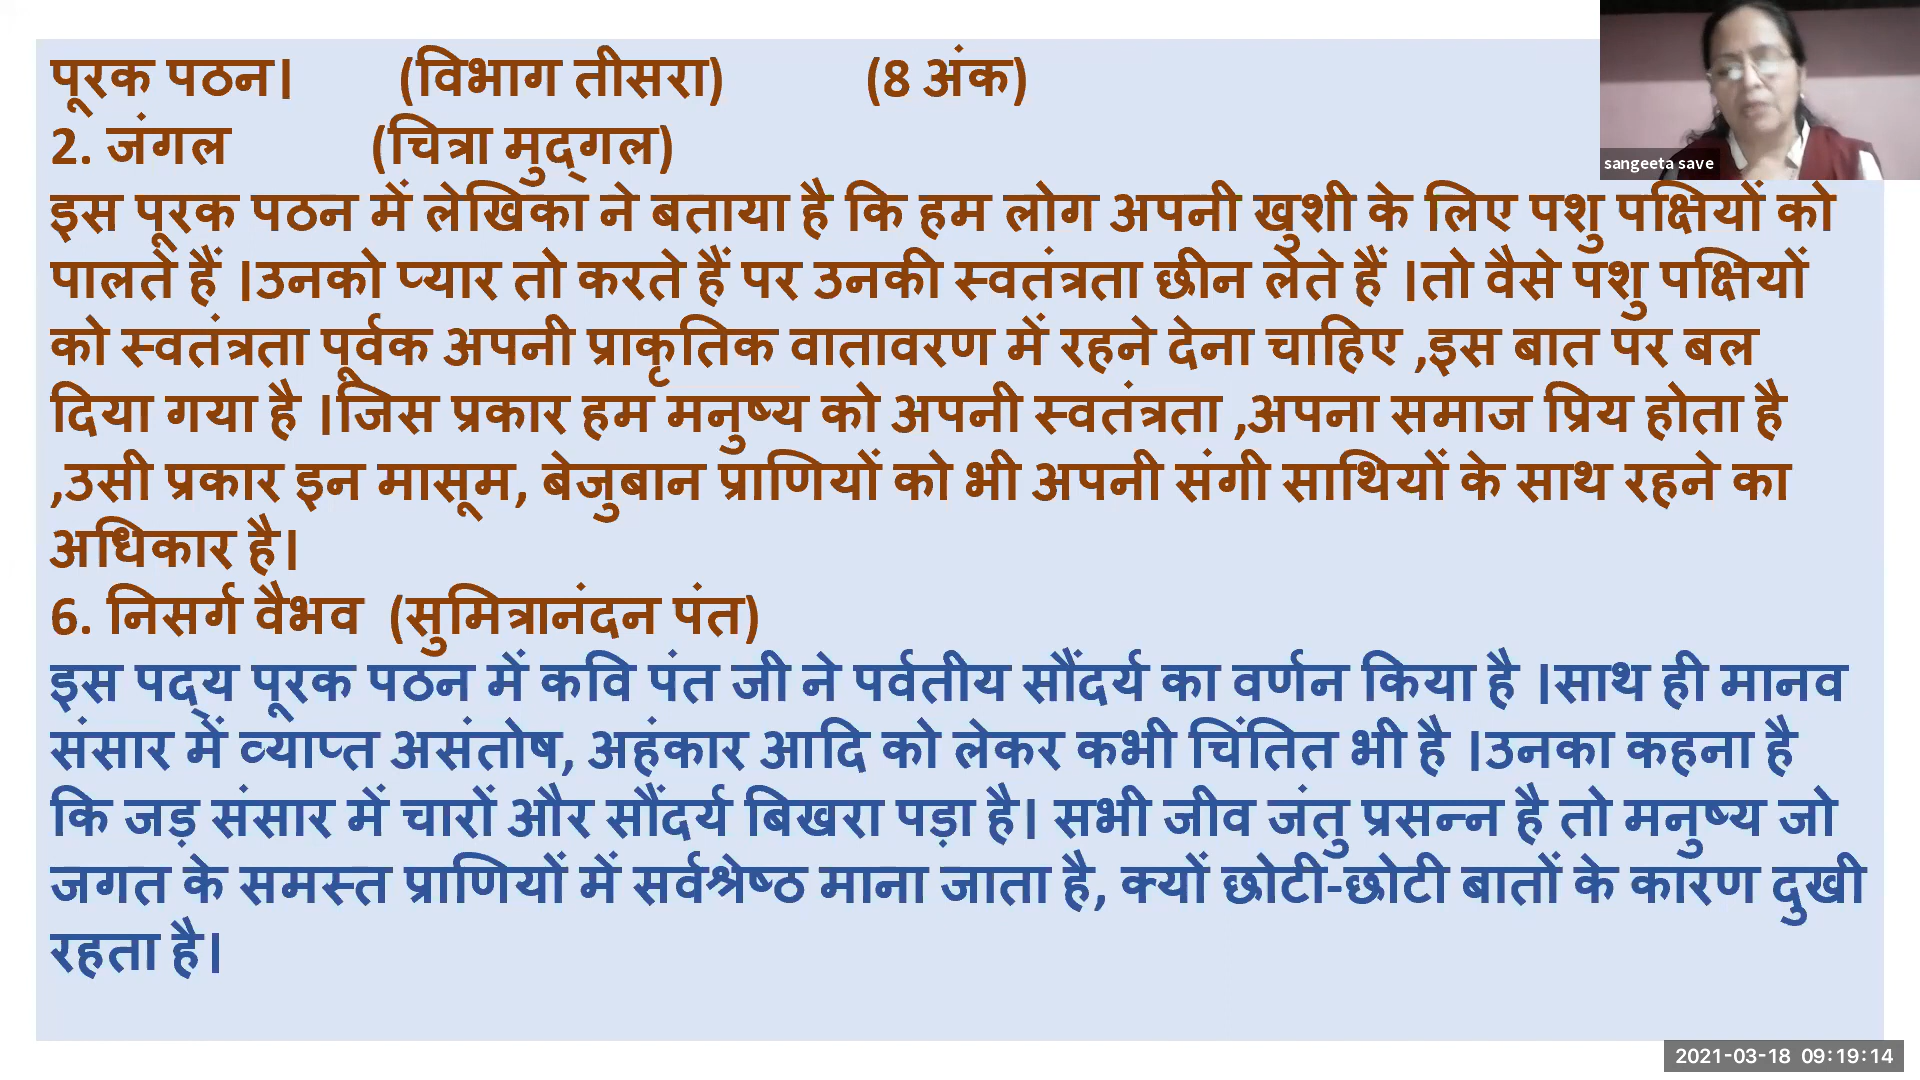 पूरक पठन। (विभाग तीसरा) (8 अंक)
2. जंगल (चित्रा मुद्गल)
इस पूरक पठन में लेखिका ने बताया है कि हम लोग अपनी खुशी के लिए पशु पक्षियों को
पालते हैं ।उनको प्यार तो करते हैं पर उनकी स्वतंत्रता छीन लेते हैं ।तो वैसे पशु पक्षियों
को स्वतंत्रता पूर्वक अपनी प्राकृतिक वातावरण में रहने देना चाहिए ,इस बात पर बल
दिया गया है ।जिस प्रकार हम मनुष्य को अपनी स्वतंत्रता ,अपना समाज प्रिय होता है
,उसी प्रकार इन मासूम, बेजुबान प्राणियों को भी अपनी संगी साथियों के साथ रहने का
अधिकार है।
6. निसर्ग वैभव (सुमित्रानंदन पंत)
इस पद्य पूरक पठन में कवि पंत जी ने पर्वतीय सौंदर्य का वर्णन किया है ।साथ ही मानव
संसार में व्याप्त असंतोष, अहंकार आदि को लेकर कभी चिंतित भी है ।उनका कहना है
कि जड़ संसार में चारों और सौंदर्य बिखरा पड़ा है। सभी जीव जंतु प्रसन्न है तो मनुष्य जो
जगत के समस्त प्राणियों में सर्वश्रेष्ठ माना जाता है, क्यों छोटी-छोटी बातों के कारण दुखी
रहता है।
sangeeta save
2021-03-18 09:19:14